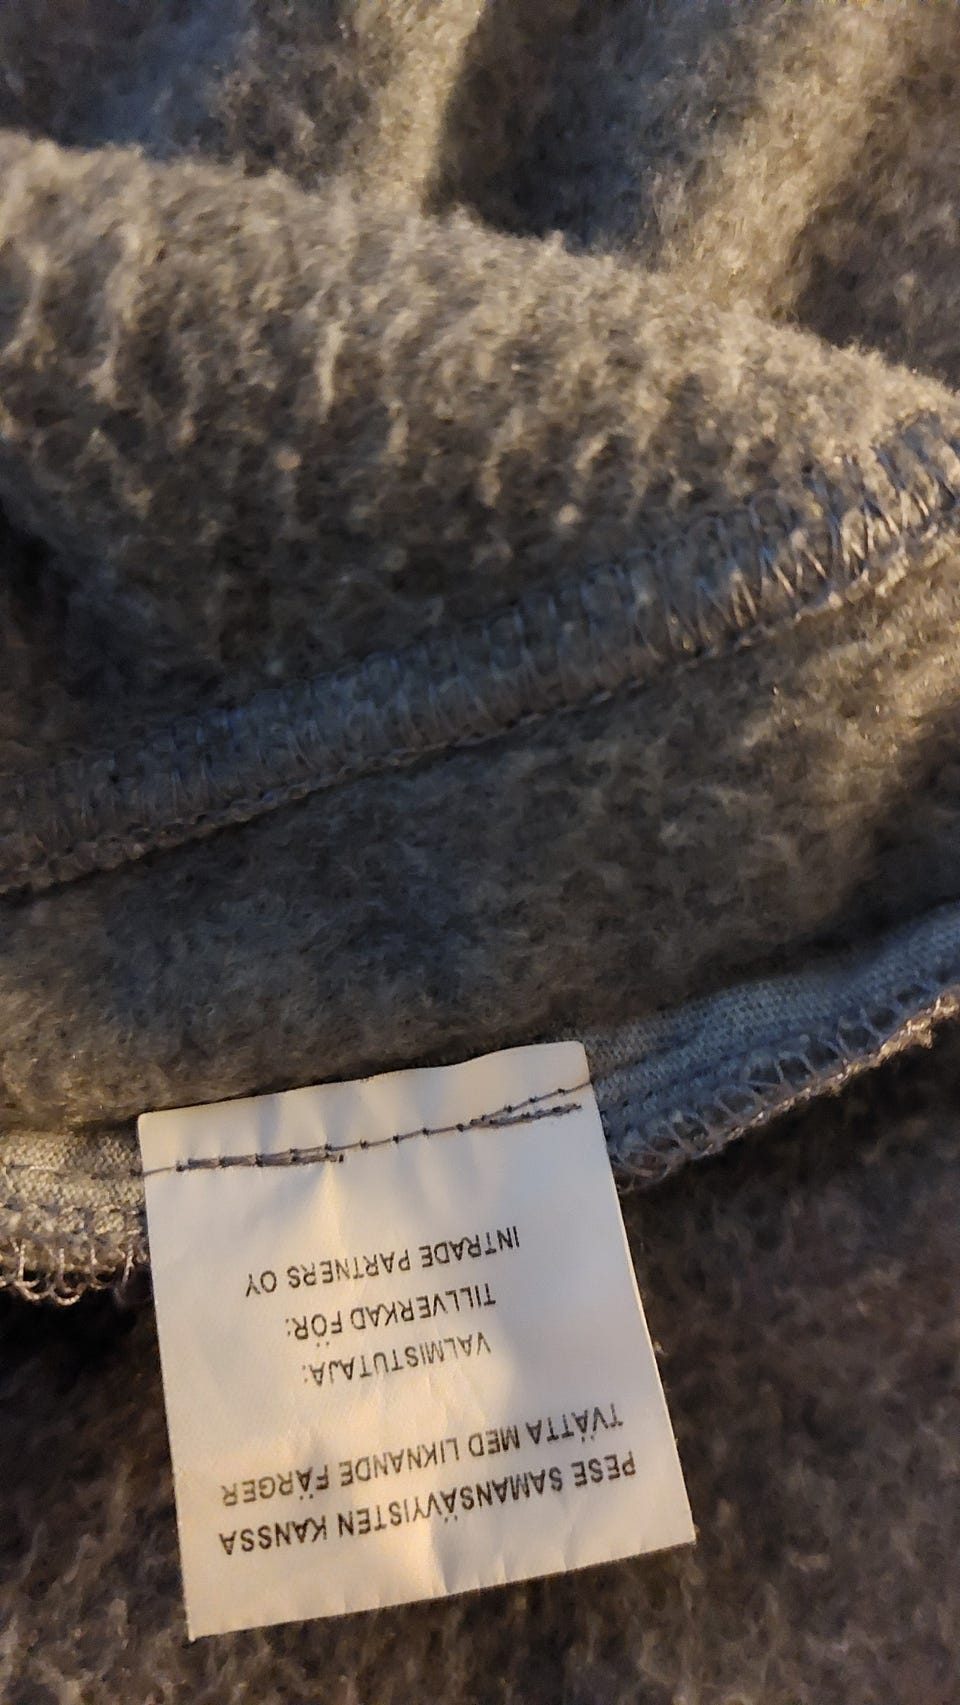 PESE SAMANSÄVYISTEN KANSSA
TVÄTTA MED LIKNANDE FÄRGER
VALMISTUTAJA:
TILLVERKAD FÖR:
INTRADE PARTNERS OY